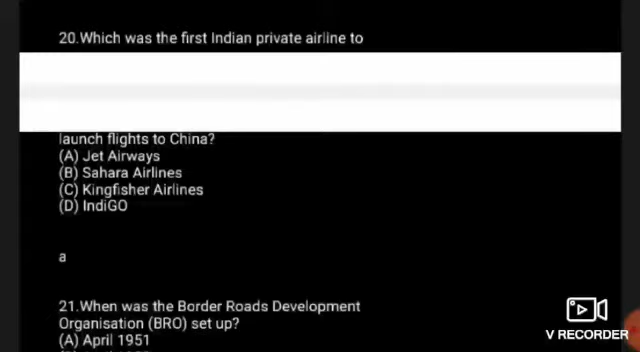 20.Which was the first Indian private airline to
launch flights to China?
(A) Jet Airways
(B) Sahara Airlines
(C) Kingfisher Airlines
(D) IndiGO
a
21.When was the Border Roads Development
Organisation (BRO) set up?
(A) April 1951
V RECORDER